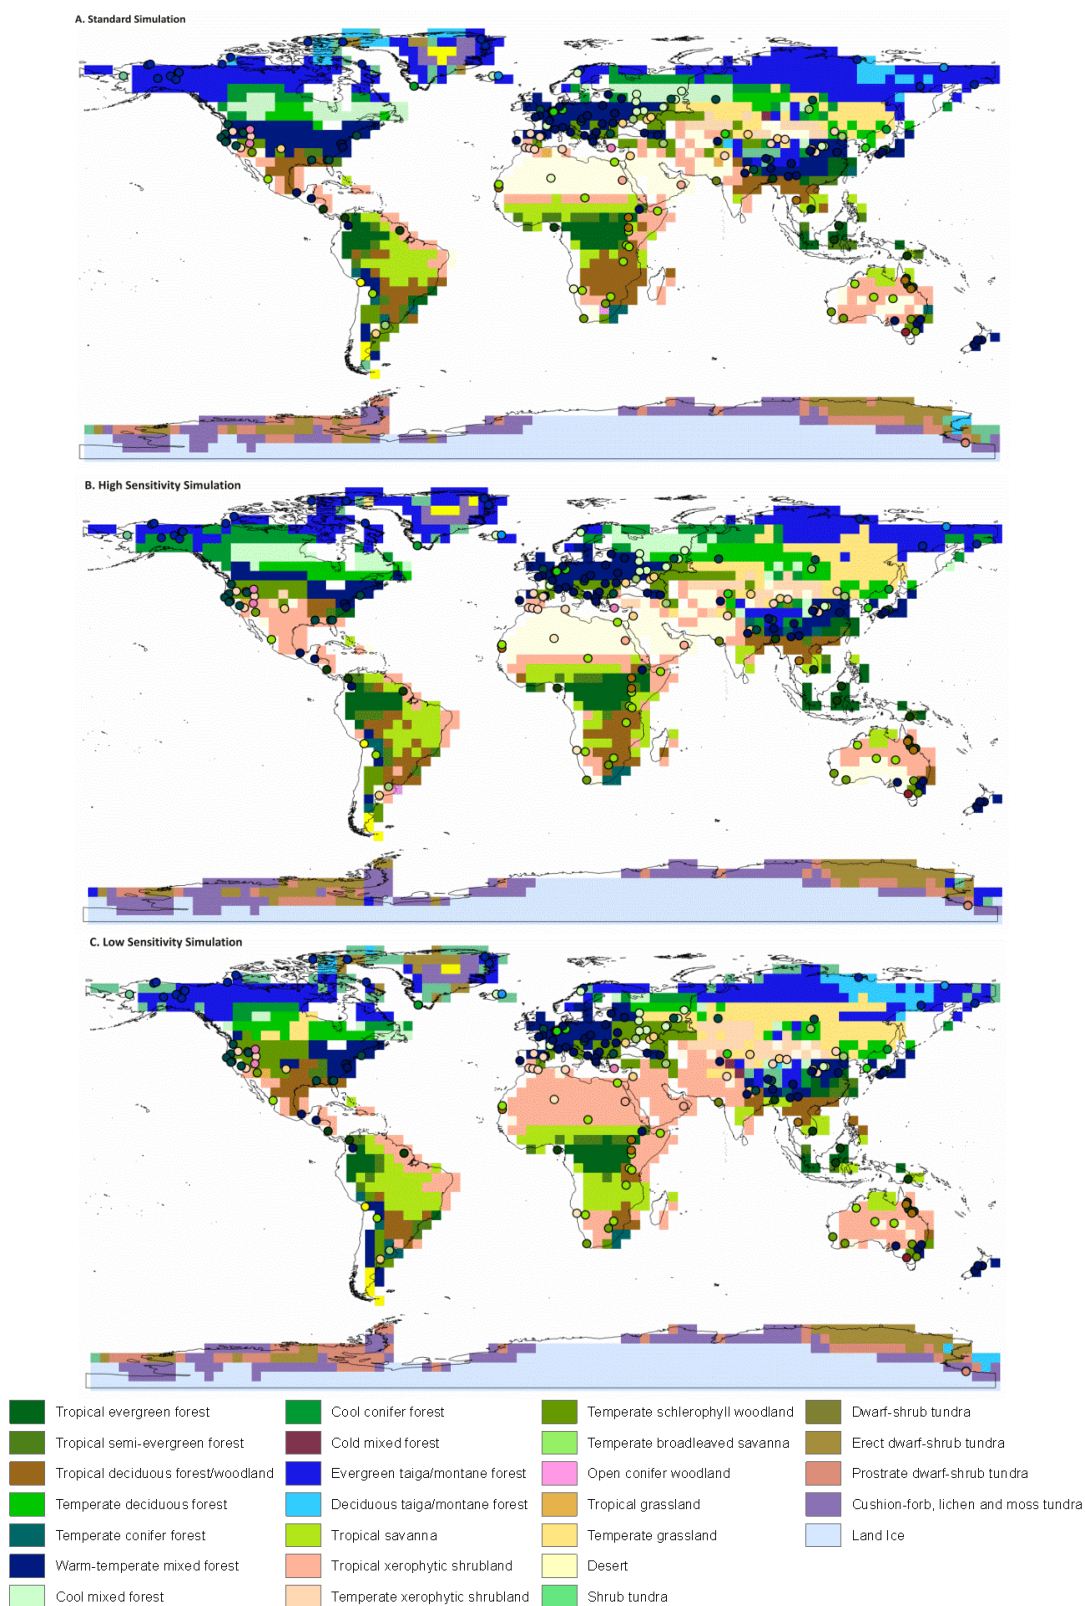 A. Standard Simulation
B. High Sensitivity Simulation
C. Low Sensitivity Simulation
Tropical evergreen forest
Tropical semi-evergreen forest
Tropical deciduous forest/woodland
Temperate deciduous forest
Temperate conifer forest
Warm-temperate mixed forest
Cool mixed forest
Cool conifer forest
Cold mixed forest
Evergreen taiga/montane forest
Deciduous taiga/montane forest
Tropical savanna
Tropical xerophytic shrubland
Temperate xerophytic shrubland
Temperate schlerophyll woodland
Temperate broadleaved savanna
Open conifer woodland
Tropical grassland
Temperate grassland
Desert
Shrub tundra
Dwarf-shrub tundra
Erect dwarf-shrub tundra
Prostrate dwarf-shrub tundra
Cushion-forb, lichen and moss tundra
Land Ice